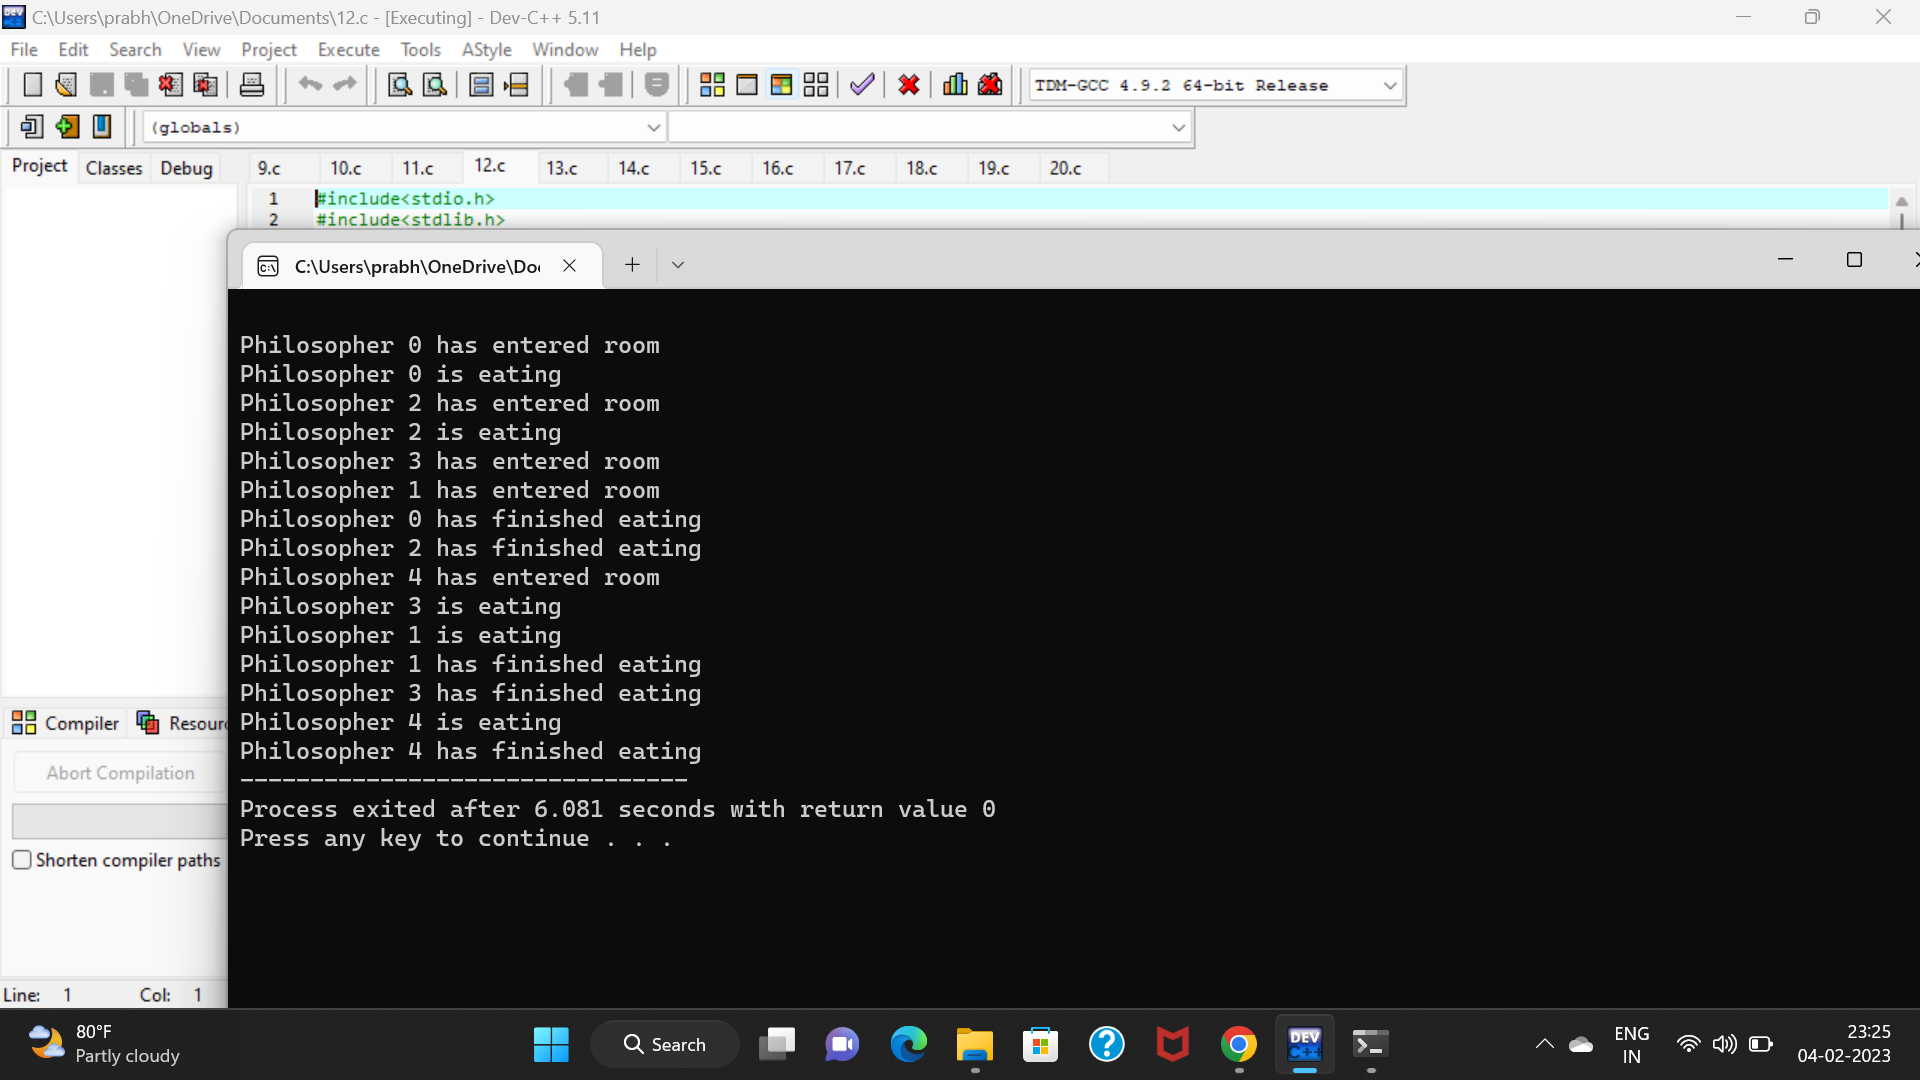 C:\Users\prabh\OneDrive\Documents\12.c - [Executing] - Dev-C++ 5.11
File Edit Search View Project Execute Tools AStyle Window Help
TDM-GCC 4.9.2 64-bit Release
(globals)
Project Classes Debug 9.c 10.c 11.c 12.c 13.c 14.c 15.c 16.c 17.c 18.c 19.c 20.c
1 #include<stdio.h>
2 #include<stdlib.h>
C:\Users\prabh\OneDrive\Do
Philosopher 0 has entered room
Philosopher 0 is eating
Philosopher 2 has entered room
Philosopher 2 is eating
Philosopher 3 has entered room
Philosopher 1 has entered room
Philosopher 0 has finished eating
Philosopher 2 has finished eating
Philosopher 4 has entered room
Philosopher 3 is eating
Philosopher 1 is eating
Philosopher 1 has finished eating
Philosopher 3 has finished eating
Philosopher 4 is eating
Philosopher 4 has finished eating
--------------------------------
Process exited after 6.081 seconds with return value 0
Press any key to continue . . .
Compiler Resour
Abort Compilation
Shorten compiler paths
Line: 1 Col: 1
80°F
Partly cloudy
Search
DEV C++
ENG
IN
23:25
04-02-2023